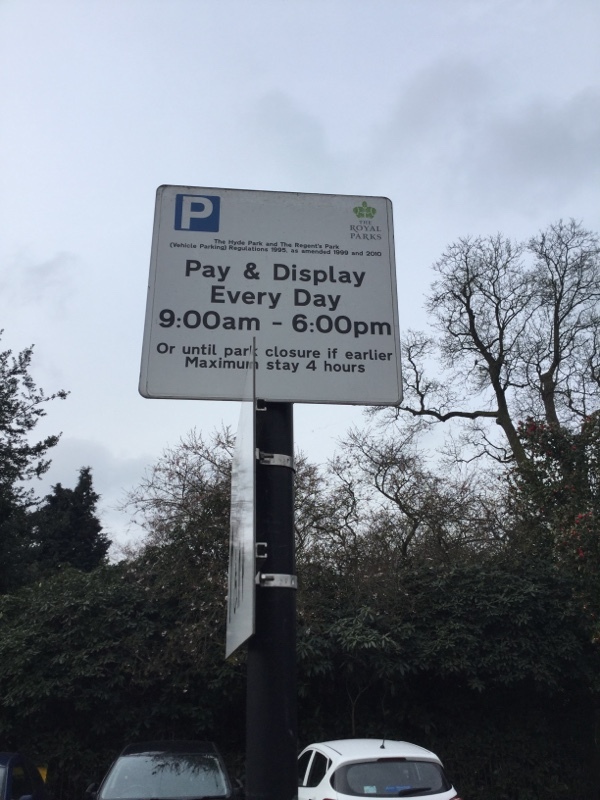 P
THE
ROYAL
PARKS
The Hyde Park and The Regent's Park
(Vehicle Parking) Regulations 1995, as amended 1999 and 2010
Pay & Display
Every Day
9:00am - 6:00pm
Or until park closure if earlier
Maximum stay 4 hours